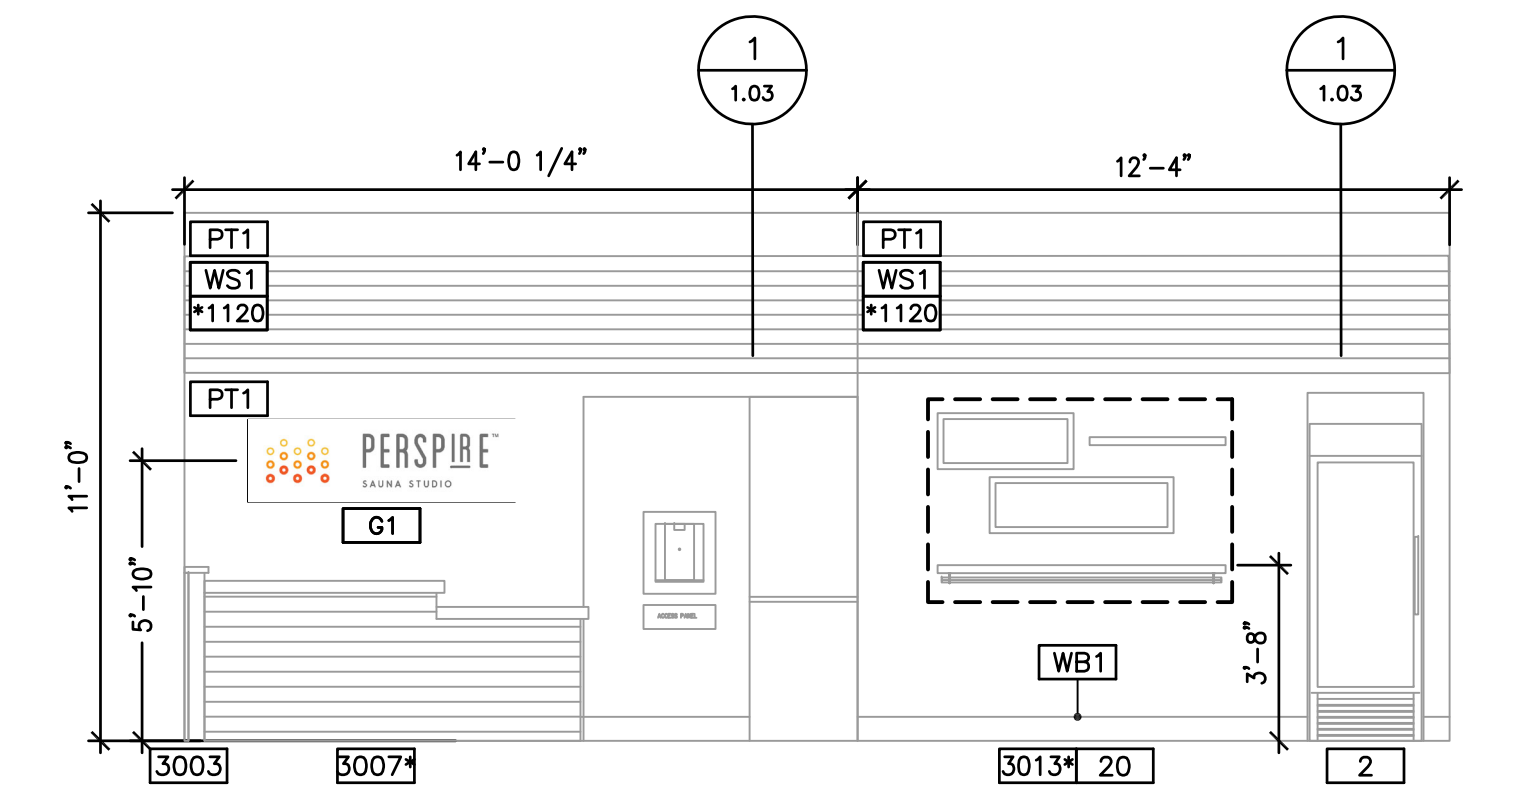 1
1.03
1
1.03
14'-0 1/4"
12'-4"
PT1
WS1
*1120
PT1
WS1
*1120
PT1
PERSPIRE™
SAUNA STUDIO
G1
11'-0"
5'-10"
ACCESS PANEL
3'-8"
WB1
3003
3007*
3013*
20
2